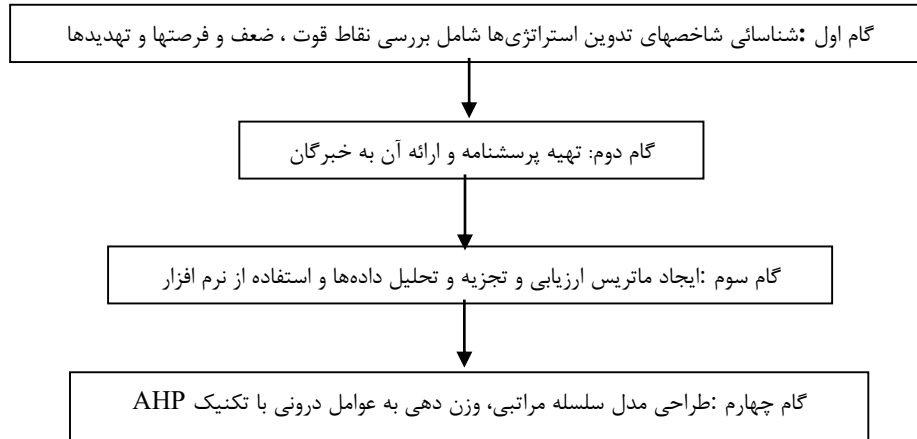 گام اول :شناسائی شاخصهای تدوین استراتژی‌ها شامل بررسی نقاط قوت ، ضعف و فرصتها و تهدیدها
گام دوم: تهیه پرسشنامه و ارائه آن به خبرگان
گام سوم :ایجاد ماتریس ارزیابی و تجزیه و تحلیل داده‌ها و استفاده از نرم افزار
گام چهارم :طراحی مدل سلسله مراتبی، وزن دهی به عوامل درونی با تکنیک AHP